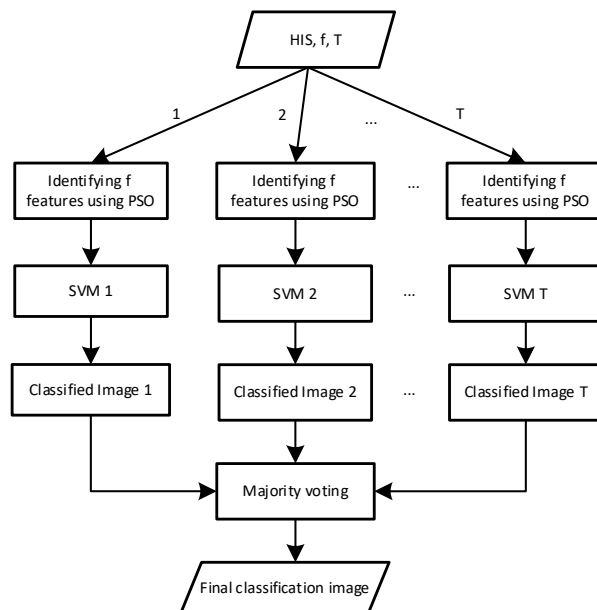 HIS, f, T
1
2
...
T
Identifying f
features using PSO
Identifying f
features using PSO
...
Identifying f
features using PSO
SVM 1
SVM 2
...
SVM T
Classified Image 1
Classified Image 2
...
Classified Image T
Majority voting
Final classification image